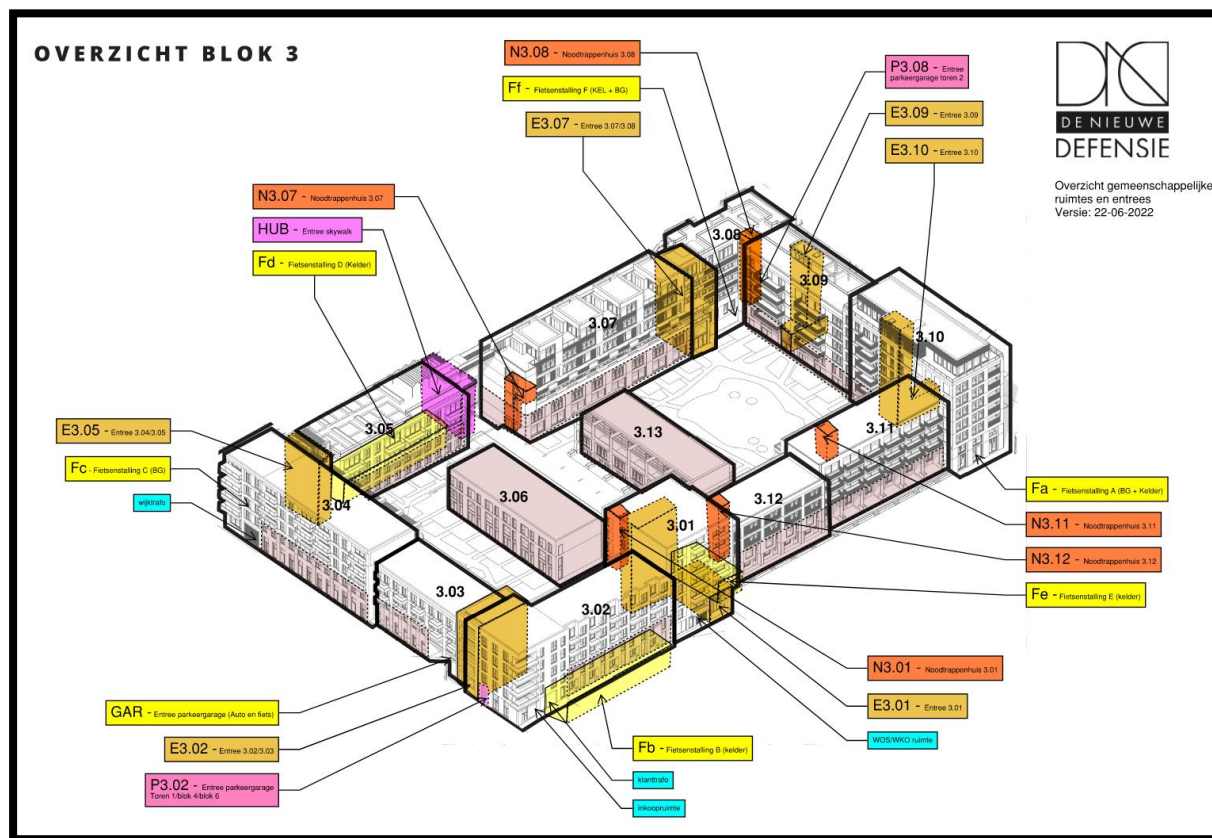 OVERZICHT BLOK 3
N3.08 - Noodtrappenhuis 3.08
Ff - Fietsenstalling F (KEL + BG)
E3.07 - Entree 3.07/3.08
P3.08 - Entree
parkeergarage toren 2
E3.09 - Entree 3.09
E3.10 - Entree 3.10
DE NIEUWE
DEFENSIE
Overzicht gemeenschappelijke
ruimtes en entrees
Versie: 22-06-2022
N3.07 - Noodtrappenhuis 3.07
HUB - Entree skywalk
Fd - Fietsenstalling D (Kelder)
3.08
3.09
3.07
3.10
3.05
3.13
3.11
E3.05 - Entree 3.04/3.05
Fc - Fietsenstalling C (BG)
wijktrafo
3.04
3.06
3.12
3.01
3.03
3.02
Fa - Fietsenstalling A (BG + Kelder)
N3.11 - Noodtrappenhuis 3.11
N3.12 - Noodtrappenhuis 3.12
Fe - Fietsenstalling E (kelder)
N3.01 - Noodtrappenhuis 3.01
E3.01 - Entree 3.01
WOS/WKO ruimte
GAR - Entree parkeergarage (Auto en fiets)
E3.02 - Entree 3.02/3.03
P3.02 - Entree parkeergarage
Toren 1/blok 4/blok 6
Fb - Fietsenstalling B (kelder)
klanttrafo
inkoopruimte